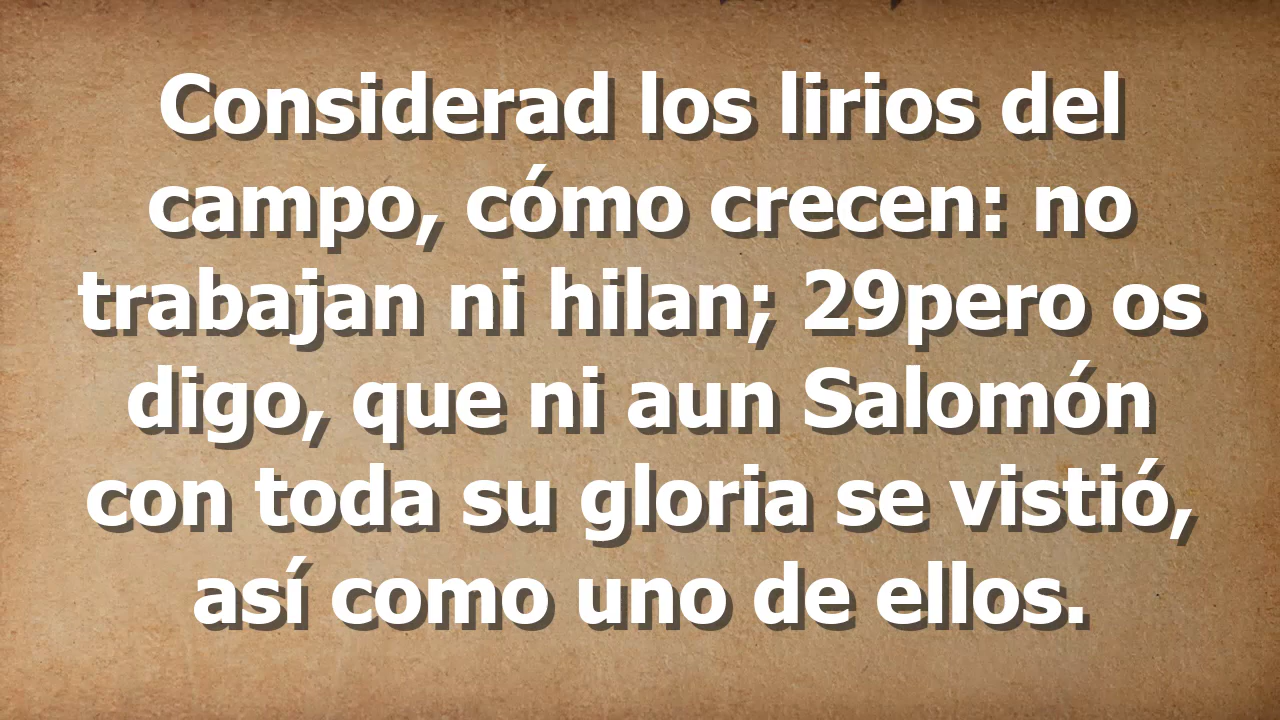 Considerad los lirios del
campo, cómo crecen: no
trabajan ni hilan; 29pero os
digo, que ni aun Salomón
con toda su gloria se vistió,
así como uno de ellos.